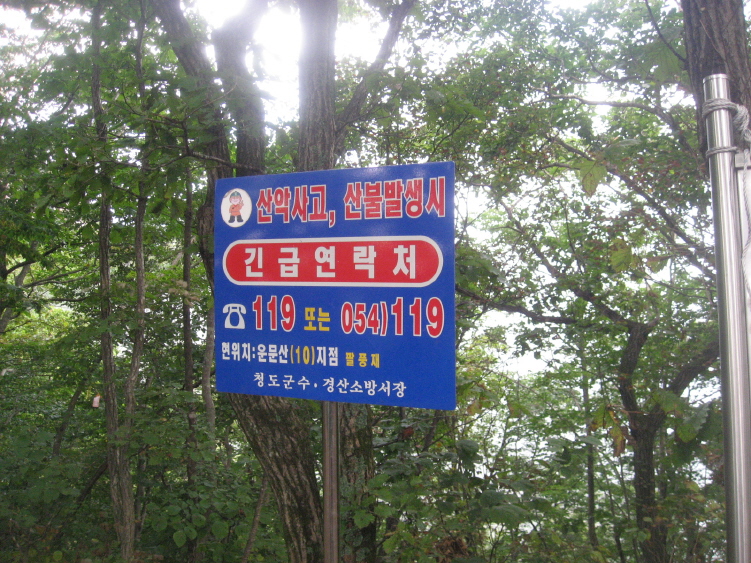 산악사고, 산불발생시
긴급연락처
119 또는 054)119
현위치:운문산(10)지점 팔풍재
청도군수·경산소방서장